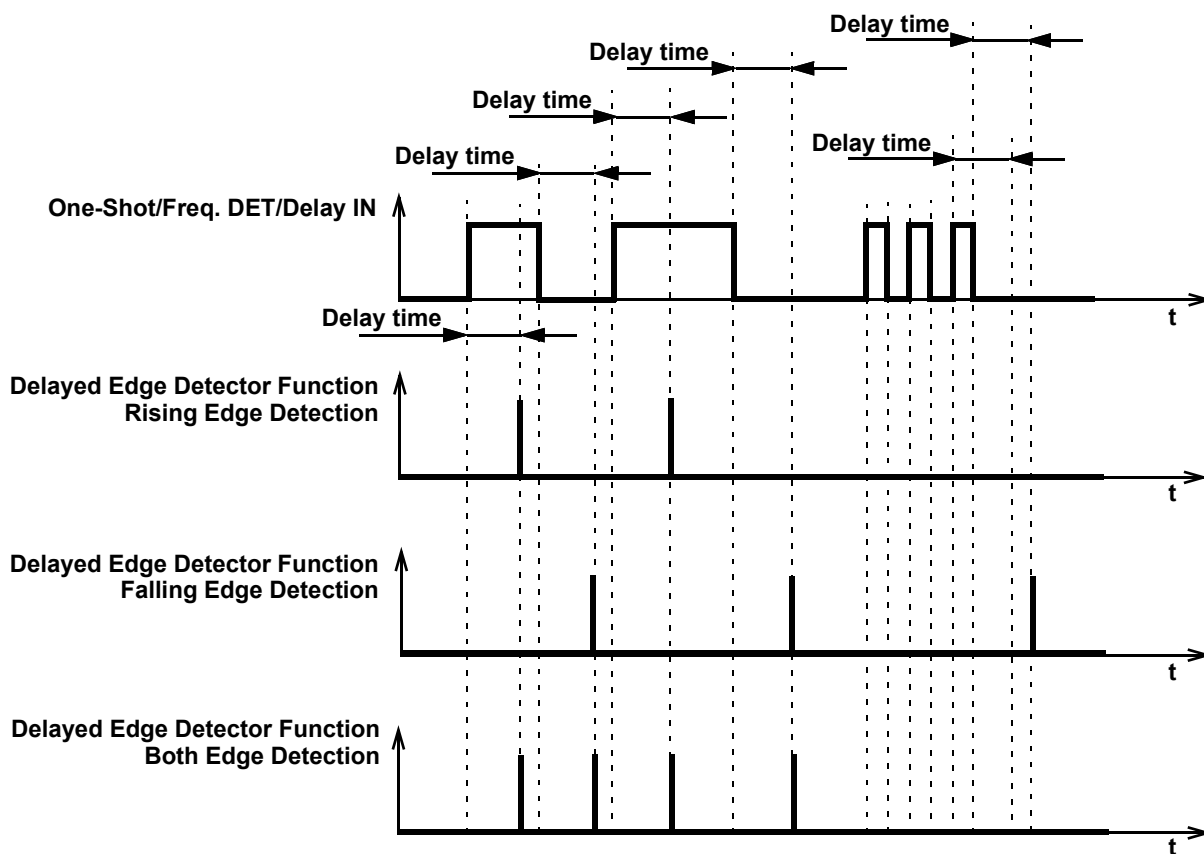 Delay time
Delay time
Delay time
Delay time
Delay time
One-Shot/Freq. DET/Delay IN
t
Delay time
Delayed Edge Detector Function
Rising Edge Detection
t
Delayed Edge Detector Function
Falling Edge Detection
t
Delayed Edge Detector Function
Both Edge Detection
t